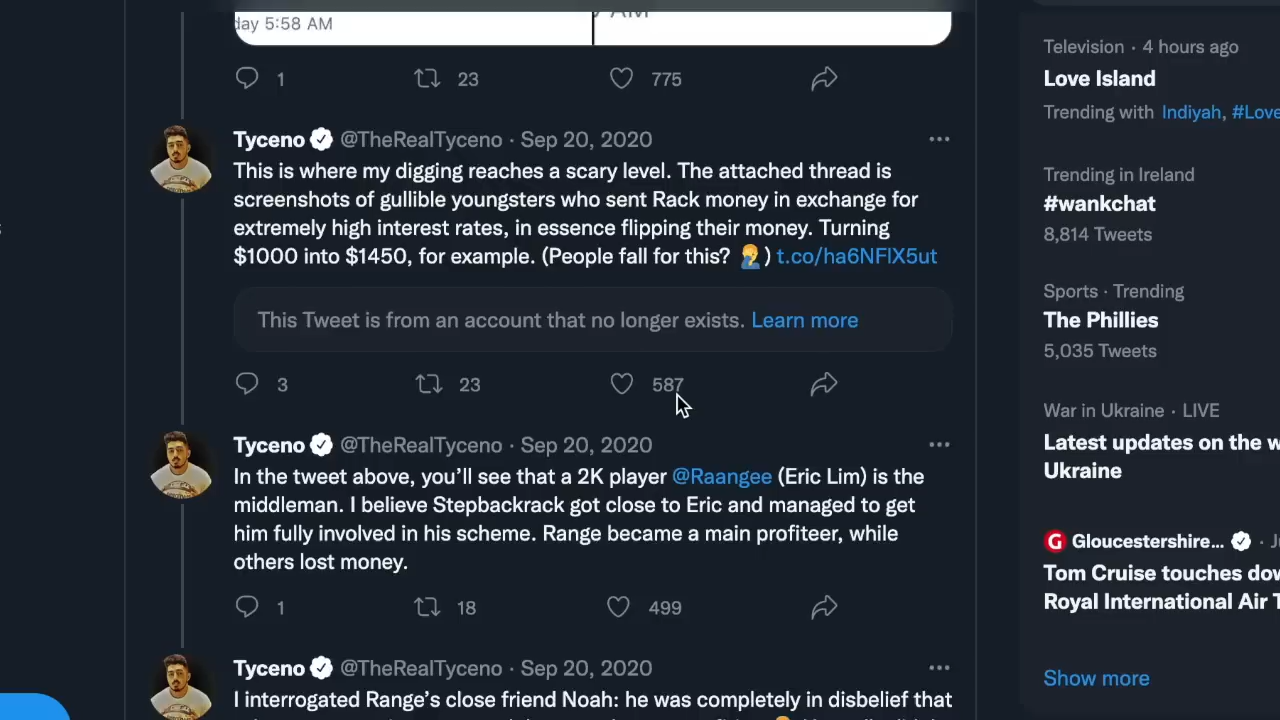 day 5:58 AM
AM
1 23 775
Tyceno @TheRealTyceno · Sep 20, 2020
This is where my digging reaches a scary level. The attached thread is
screenshots of gullible youngsters who sent Rack money in exchange for
extremely high interest rates, in essence flipping their money. Turning
$1000 into $1450, for example. (People fall for this? 🤦‍♂️) t.co/ha6NFlX5ut
This Tweet is from an account that no longer exists. Learn more
3 23 587
Tyceno @TheRealTyceno · Sep 20, 2020
In the tweet above, you’ll see that a 2K player @Raangee (Eric Lim) is the
middleman. I believe Stepbackrack got close to Eric and managed to get
him fully involved in his scheme. Range became a main profiteer, while
others lost money.
1 18 499
Tyceno @TheRealTyceno · Sep 20, 2020
I interrogated Range’s close friend Noah: he was completely in disbelief that
Television · 4 hours ago
Love Island
Trending with Indiyah, #Love
Trending in Ireland
#wankchat
8,814 Tweets
Sports · Trending
The Phillies
5,035 Tweets
War in Ukraine · LIVE
Latest updates on the w
Ukraine
G Gloucestershire... ·
Tom Cruise touches dow
Royal International Air T
Show more